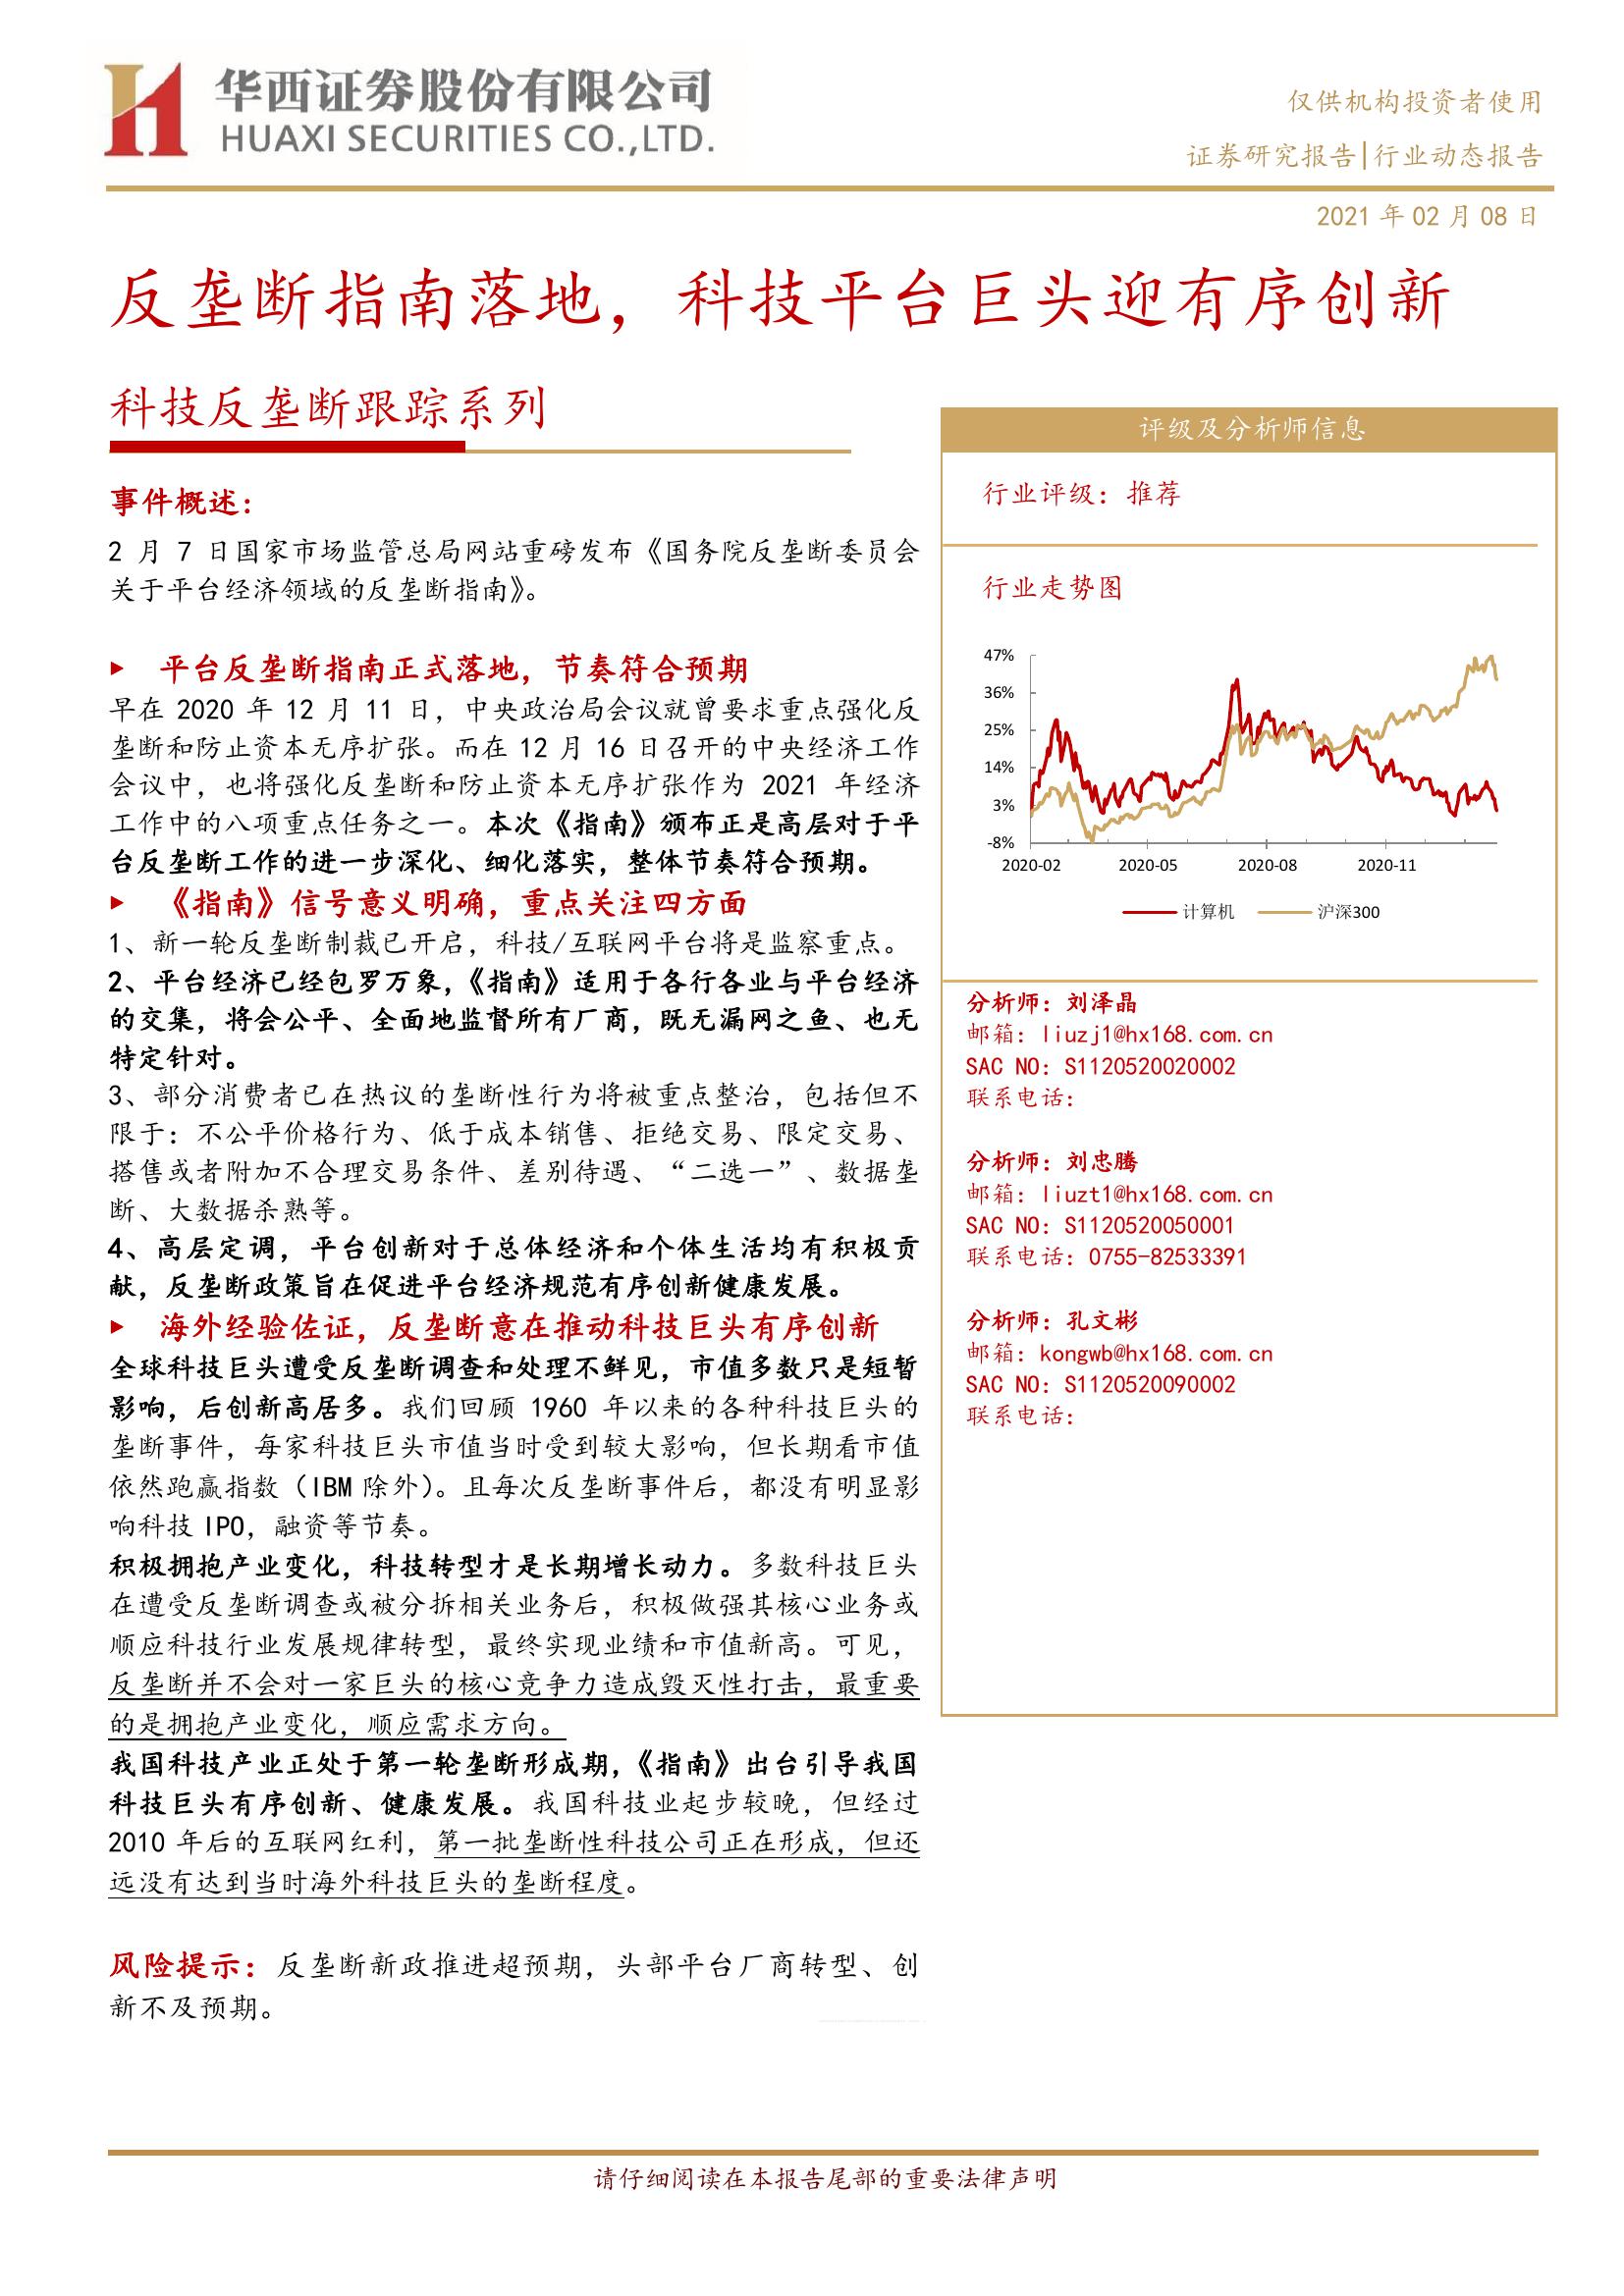 华西证券股份有限公司
HUAXI SECURITIES CO.,LTD.
仅供机构投资者使用
证券研究报告|行业动态报告
2021 年 02 月 08 日
反垄断指南落地，科技平台巨头迎有序创新
科技反垄断跟踪系列
事件概述：
2 月 7 日国家市场监管总局网站重磅发布《国务院反垄断委员会
关于平台经济领域的反垄断指南》。
▶ 平台反垄断指南正式落地，节奏符合预期
早在 2020 年 12 月 11 日，中央政治局会议就曾要求重点强化反
垄断和防止资本无序扩张。而在 12 月 16 日召开的中央经济工作
会议中，也将强化反垄断和防止资本无序扩张作为 2021 年经济
工作中的八项重点任务之一。本次《指南》颁布正是高层对于平
台反垄断工作的进一步深化、细化落实，整体节奏符合预期。
▶ 《指南》信号意义明确，重点关注四方面
1、新一轮反垄断制裁已开启，科技/互联网平台将是监察重点。
2、平台经济已经包罗万象，《指南》适用于各行各业与平台经济
的交集，将会公平、全面地监督所有厂商，既无漏网之鱼、也无
特定针对。
3、部分消费者已在热议的垄断性行为将被重点整治，包括但不
限于：不公平价格行为、低于成本销售、拒绝交易、限定交易、
搭售或者附加不合理交易条件、差别待遇、“二选一”、数据垄
断、大数据杀熟等。
4、高层定调，平台创新对于总体经济和个体生活均有积极贡
献，反垄断政策旨在促进平台经济规范有序创新健康发展。
▶ 海外经验佐证，反垄断意在推动科技巨头有序创新
全球科技巨头遭受反垄断调查和处理不鲜见，市值多数只是短暂
影响，后创新高居多。我们回顾 1960 年以来的各种科技巨头的
垄断事件，每家科技巨头市值当时受到较大影响，但长期看市值
依然跑赢指数（IBM 除外）。且每次反垄断事件后，都没有明显影
响科技 IPO，融资等节奏。
积极拥抱产业变化，科技转型才是长期增长动力。多数科技巨头
在遭受反垄断调查或被分拆相关业务后，积极做强其核心业务或
顺应科技行业发展规律转型，最终实现业绩和市值新高。可见，
反垄断并不会对一家巨头的核心竞争力造成毁灭性打击，最重要
的是拥抱产业变化，顺应需求方向。
我国科技产业正处于第一轮垄断形成期，《指南》出台引导我国
科技巨头有序创新、健康发展。我国科技业起步较晚，但经过
2010 年后的互联网红利，第一批垄断性科技公司正在形成，但还
远没有达到当时海外科技巨头的垄断程度。
风险提示：反垄断新政推进超预期，头部平台厂商转型、创
新不及预期。
评级及分析师信息
行业评级：推荐
行业走势图
47%
36%
25%
14%
3%
-8%
2020-02 2020-05 2020-08 2020-11
计算机 沪深300
分析师：刘泽晶
邮箱：liuzj1@hx168.com.cn
SAC NO：S1120520020002
联系电话：
分析师：刘忠腾
邮箱：liuzt1@hx168.com.cn
SAC NO：S1120520050001
联系电话：0755-82533391
分析师：孔文彬
邮箱：kongwb@hx168.com.cn
SAC NO：S1120520090002
联系电话：
请仔细阅读在本报告尾部的重要法律声明